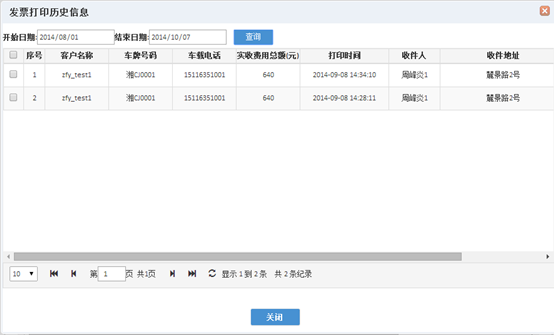 发票打印历史信息
开始日期:2014/08/01 结束日期:2014/10/07 查询
序号 客户名称 车牌号码 车载电话 实收费用总额(元) 打印时间 收件人 收件地址
1 zfy_test1 湘CJ0001 15116351001 640 2014-09-08 14:34:10 周峰炎1 麓景路2号
2 zfy_test1 湘CJ0001 15116351001 640 2014-09-08 14:28:11 周峰炎1 麓景路2号
10 第 1 页 共1页 显示 1 到 2 条 共 2 条纪录
关闭